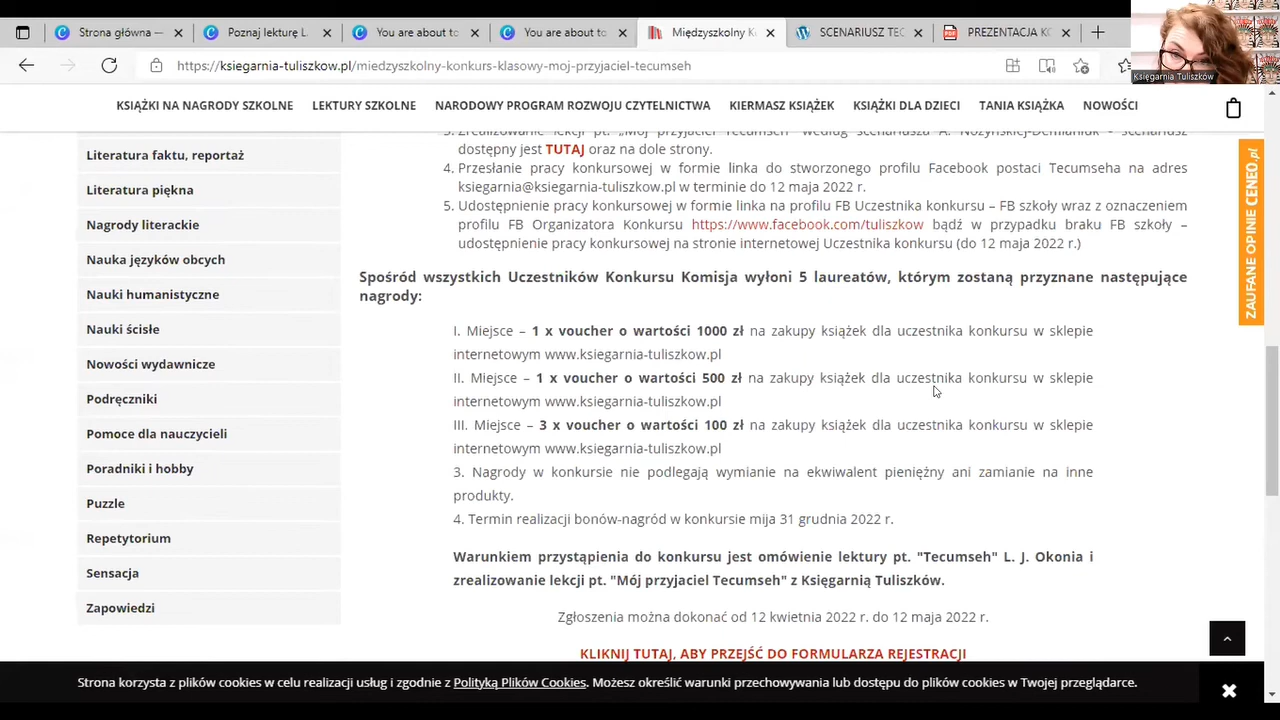 Strona główna —
Poznaj lekturę L
You are about to
You are about to
Międzyszkolny K
SCENARIUSZ TEC
PREZENTACJA KO
https://ksiegarnia-tuliszkow.pl/miedzyszkolny-konkurs-klasowy-moj-przyjaciel-tecumseh
Księgarnia Tuliszków
KSIĄŻKI NA NAGRODY SZKOLNE LEKTURY SZKOLNE NARODOWY PROGRAM ROZWOJU CZYTELNICTWA KIERMASZ KSIĄŻEK KSIĄŻKI DLA DZIECI TANIA KSIĄŻKA NOWOŚCI
Literatura faktu, reportaż
Literatura piękna
Nagrody literackie
Nauka języków obcych
Nauki humanistyczne
Nauki ścisłe
Nowości wydawnicze
Podręczniki
Pomoce dla nauczycieli
Poradniki i hobby
Puzzle
Repetytorium
Sensacja
Zapowiedzi
3. Zrealizowanie lekcji pt. „Mój przyjaciel Tecumseh" według scenariusza A. Nożyńskiej-Demianiuk - scenariusz
dostępny jest TUTAJ oraz na dole strony.
4. Przesłanie pracy konkursowej w formie linka do stworzonego profilu Facebook postaci Tecumseha na adres
ksiegarnia@ksiegarnia-tuliszkow.pl w terminie do 12 maja 2022 r.
5. Udostępnienie pracy konkursowej w formie linka na profilu FB Uczestnika konkursu – FB szkoły wraz z oznaczeniem
profilu FB Organizatora Konkursu https://www.facebook.com/tuliszkow bądź w przypadku braku FB szkoły –
udostępnienie pracy konkursowej na stronie internetowej Uczestnika konkursu (do 12 maja 2022 r.)
Spośród wszystkich Uczestników Konkursu Komisja wyłoni 5 laureatów, którym zostaną przyznane następujące
nagrody:
I. Miejsce – 1 x voucher o wartości 1000 zł na zakupy książek dla uczestnika konkursu w sklepie
internetowym www.ksiegarnia-tuliszkow.pl
II. Miejsce – 1 x voucher o wartości 500 zł na zakupy książek dla uczestnika konkursu w sklepie
internetowym www.ksiegarnia-tuliszkow.pl
III. Miejsce – 3 x voucher o wartości 100 zł na zakupy książek dla uczestnika konkursu w sklepie
internetowym www.ksiegarnia-tuliszkow.pl
3. Nagrody w konkursie nie podlegają wymianie na ekwiwalent pieniężny ani zamianie na inne
produkty.
4. Termin realizacji bonów-nagród w konkursie mija 31 grudnia 2022 r.
Warunkiem przystąpienia do konkursu jest omówienie lektury pt. "Tecumseh" L. J. Okonia i
zrealizowanie lekcji pt. "Mój przyjaciel Tecumseh" z Księgarnią Tuliszków.
Zgłoszenia można dokonać od 12 kwietnia 2022 r. do 12 maja 2022 r.
KLIKNIJ TUTAJ, ABY PRZEJŚĆ DO FORMULARZA REJESTRACJI
ZAUFANE OPINIE CENEO.pl
Strona korzysta z plików cookies w celu realizacji usług i zgodnie z Polityką Plików Cookies. Możesz określić warunki przechowywania lub dostępu do plików cookies w Twojej przeglądarce.